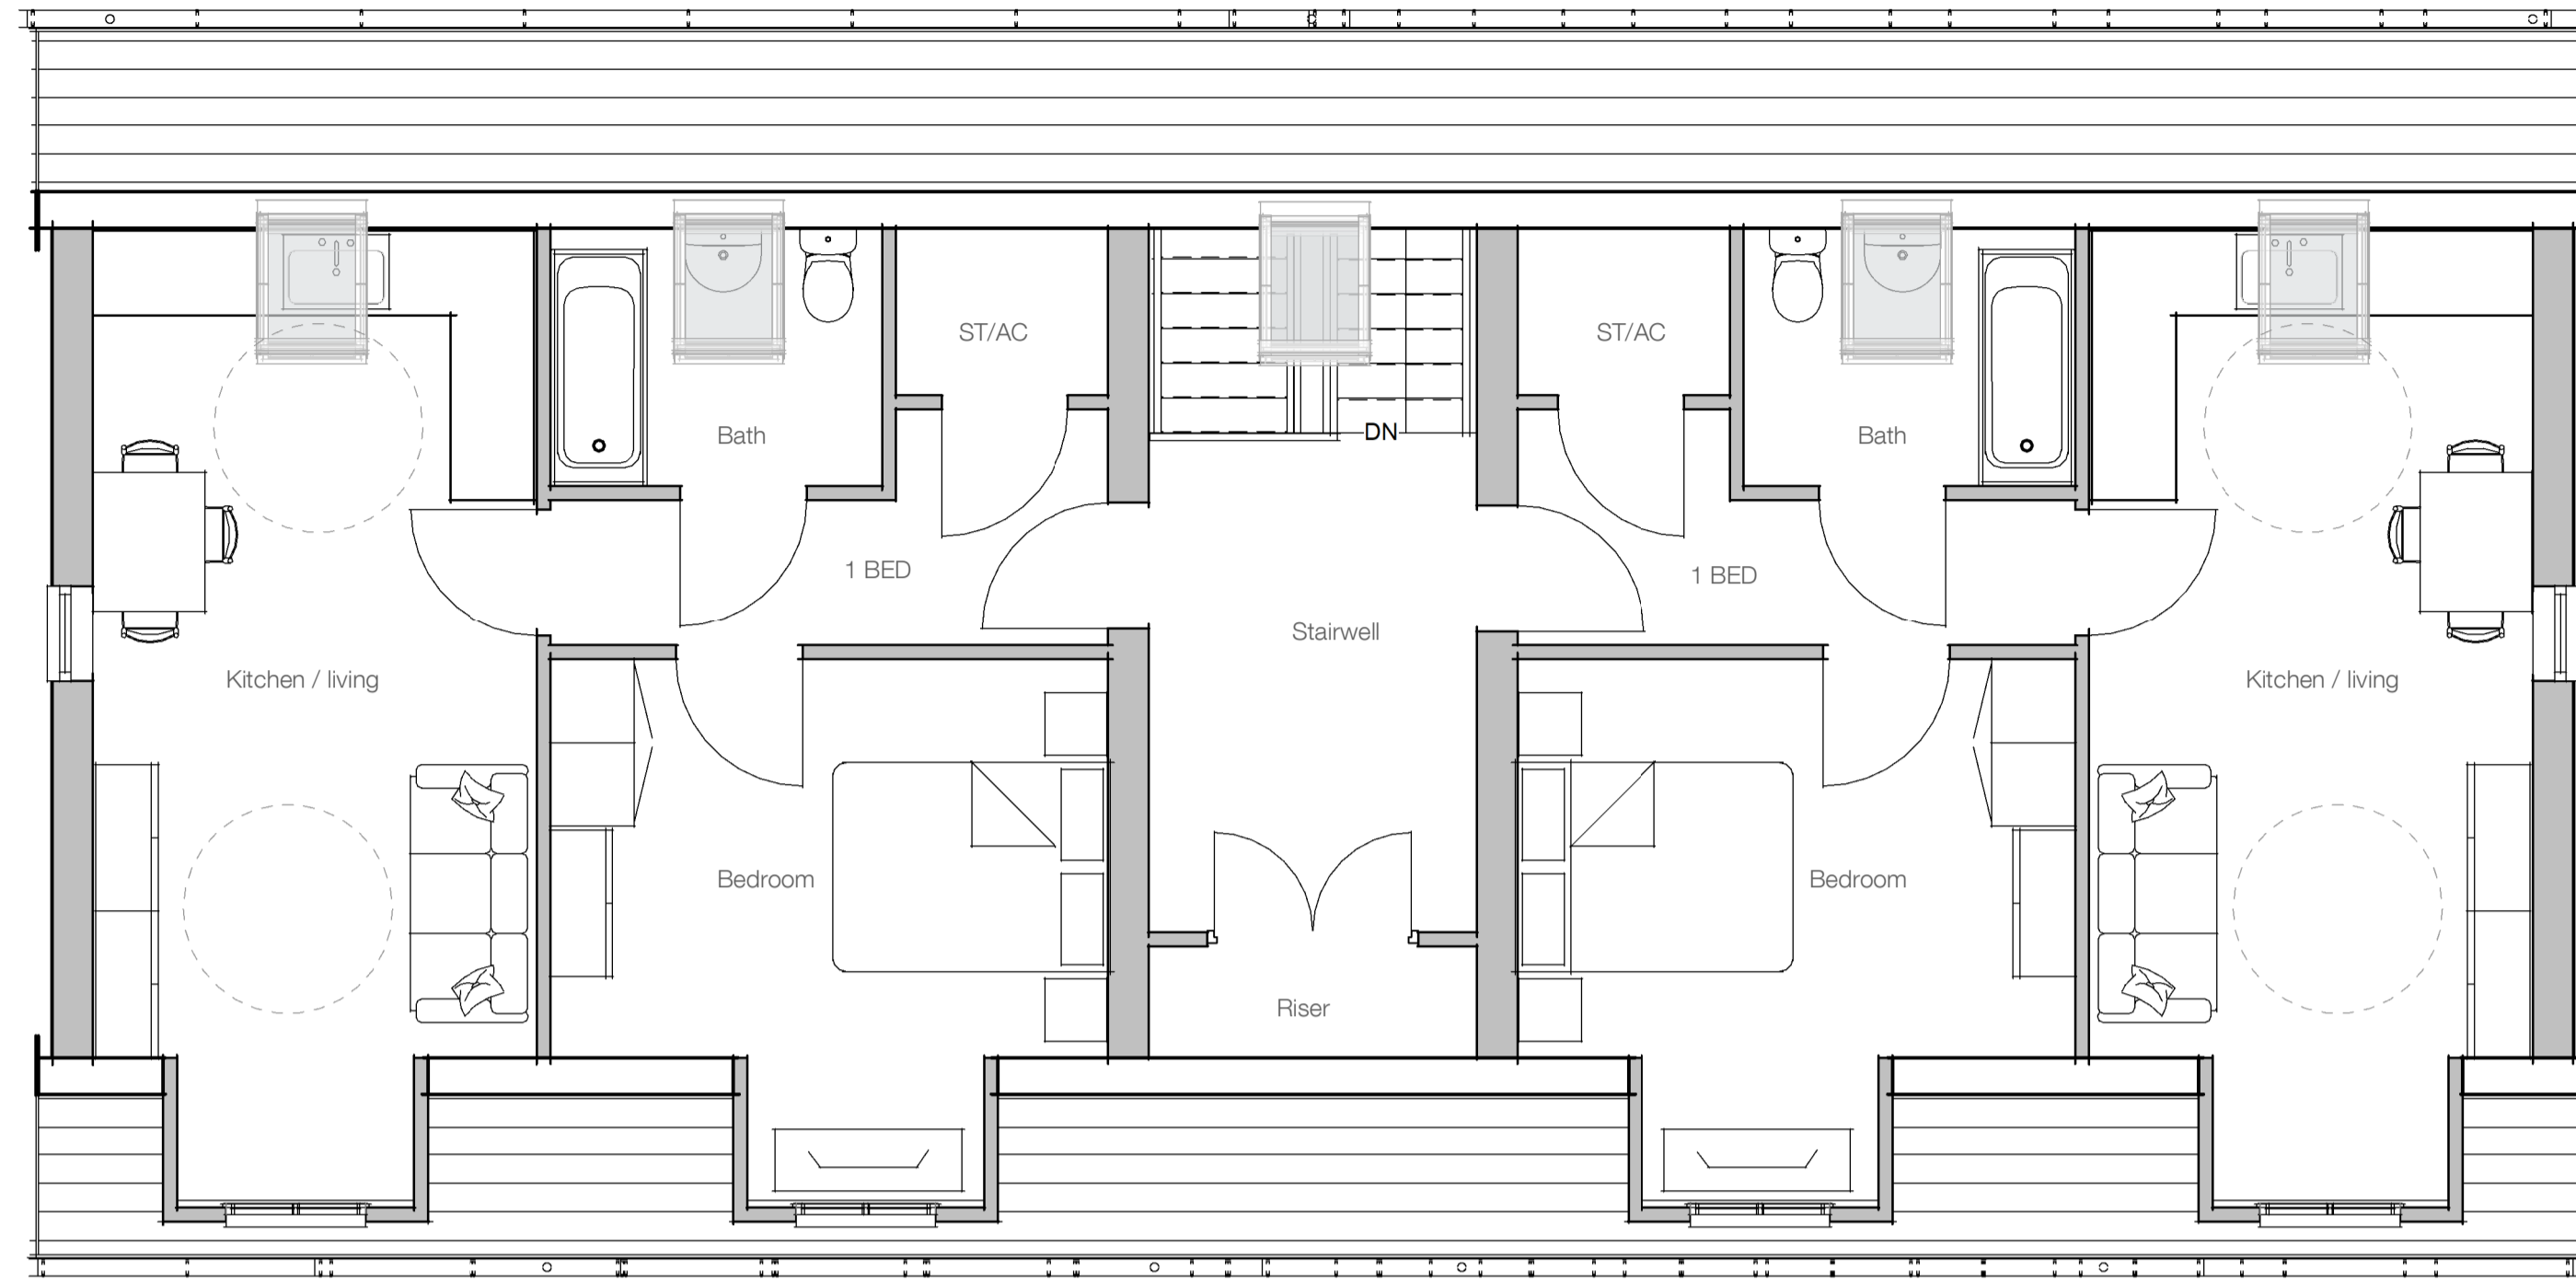 ST/AC
ST/AC
Bath
DN
Bath
1 BED
1 BED
Stairwell
Kitchen / living
Kitchen / living
Bedroom
Bedroom
Riser